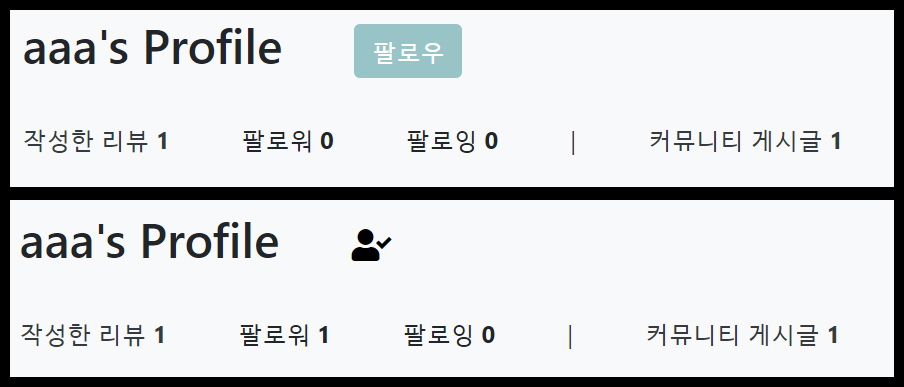 aaa's Profile 팔로우
작성한 리뷰 1 팔로워 0 팔로잉 0 | 커뮤니티 게시글 1
aaa's Profile
작성한 리뷰 1 팔로워 1 팔로잉 0 | 커뮤니티 게시글 1